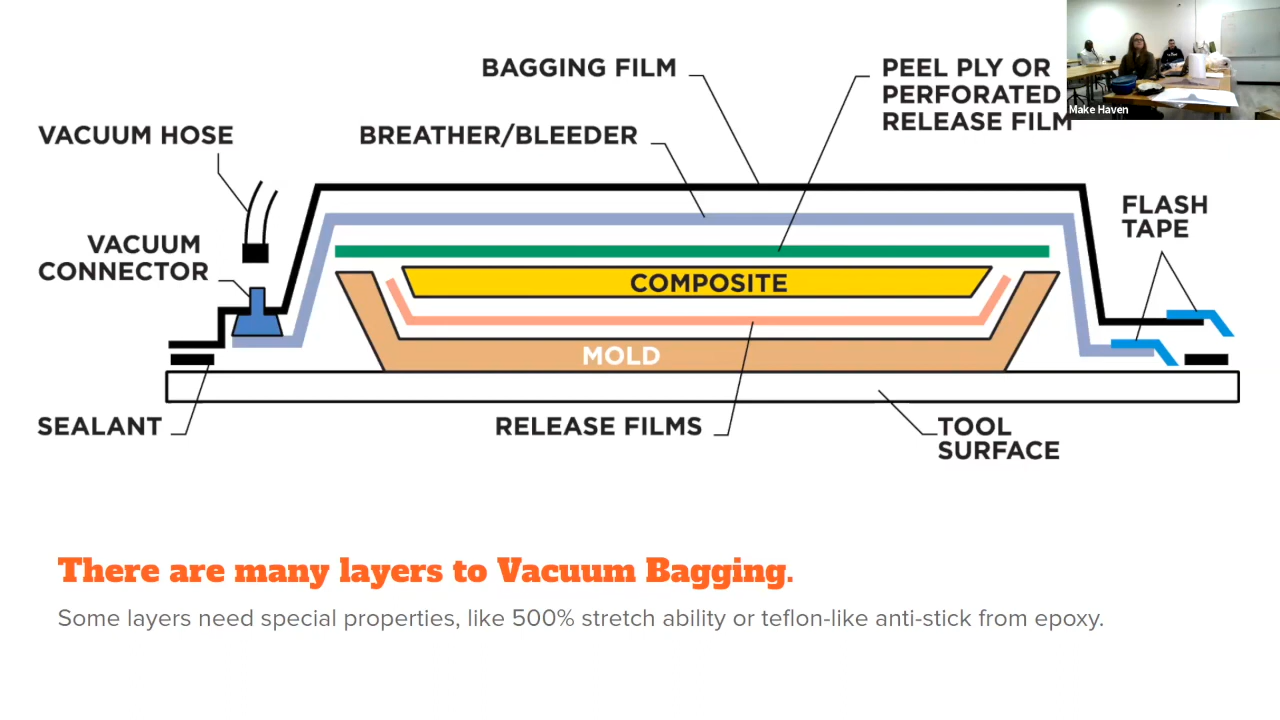 BAGGING FILM
PEEL PLY OR
PERFORATED
RELEASE FILM
Make Haven
VACUUM HOSE
BREATHER/BLEEDER
FLASH
TAPE
VACUUM
CONNECTOR
COMPOSITE
MOLD
SEALANT
RELEASE FILMS
TOOL
SURFACE
There are many layers to Vacuum Bagging.
Some layers need special properties, like 500% stretch ability or teflon-like anti-stick from epoxy.